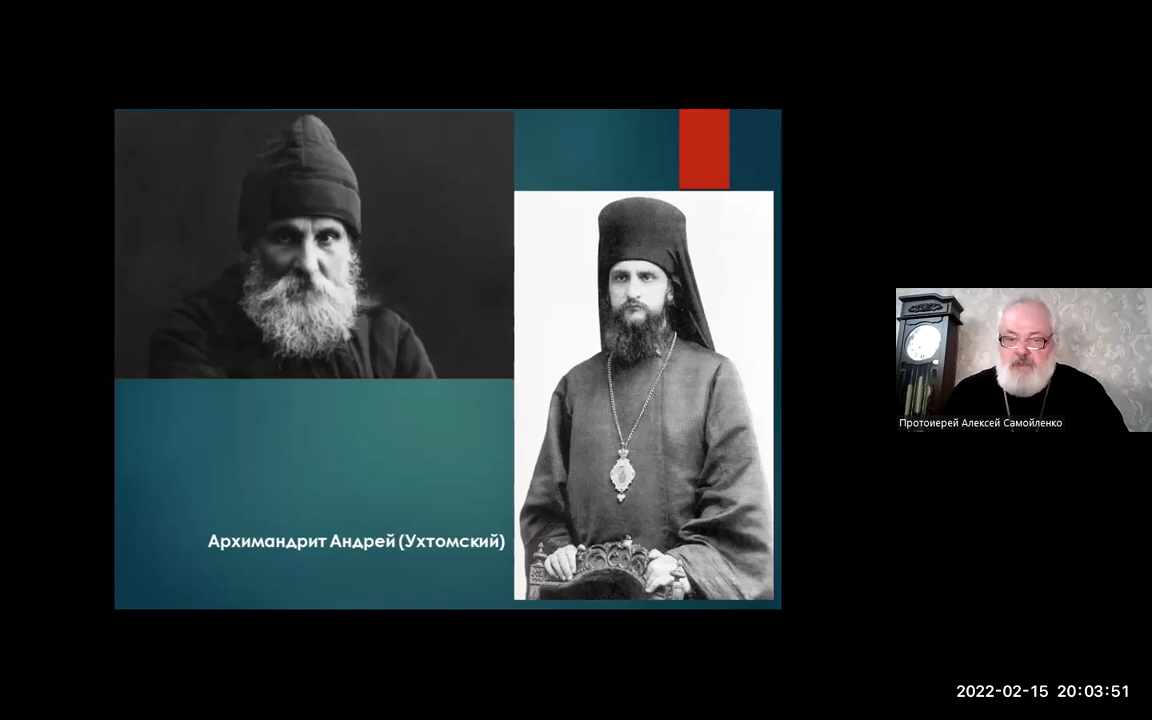 Архимандрит Андрей (Ухтомский)
Протоиерей Алексей Самойленко
2022-02-15 20:03:51